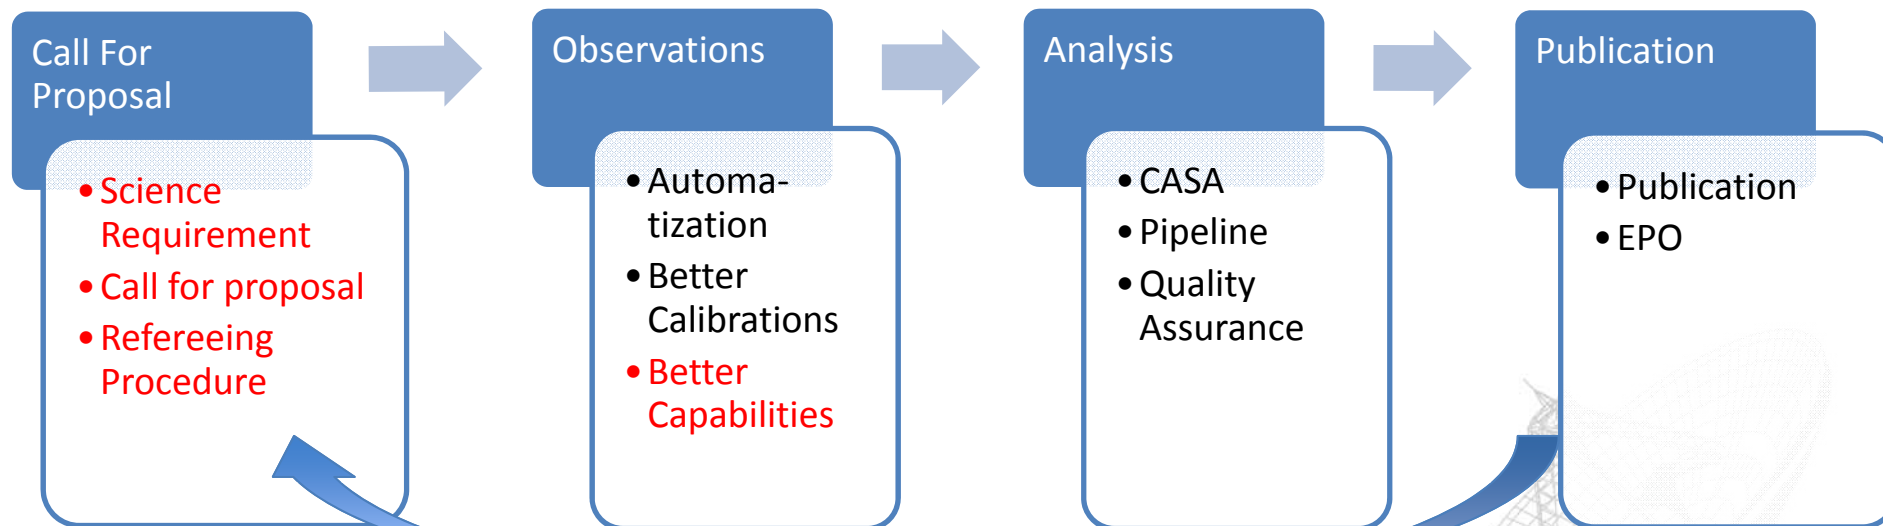 Call For
Proposal
• Science
Requirement
• Call for proposal
• Refereeing
Procedure
Observations
• Automa-
tization
• Better
Calibrations
• Better
Capabilities
Analysis
• CASA
• Pipeline
• Quality
Assurance
Publication
• Publication
• EPO